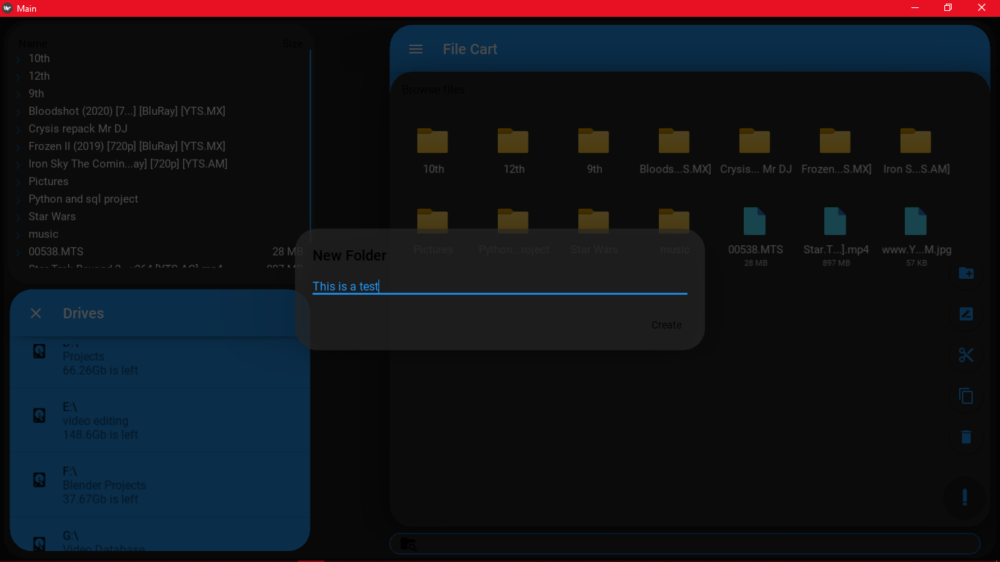 Main
Name Size
10th
12th
9th
Bloodshot (2020) [7...] [BluRay] [YTS.MX]
Crysis repack Mr DJ
Frozen II (2019) [720p] [BluRay] [YTS.MX]
Iron Sky The Comin...ay] [720p] [YTS.AM]
Pictures
Python and sql project
Star Wars
music
00538.MTS 28 MB
Drives
D:\
Projects
66.26Gb is left
E:\
video editing
148.6Gb is left
F:\
Blender Projects
37.67Gb is left
G:\
Video Database
File Cart
Browse files
10th 12th 9th Bloods...S.MX] Crysis... Mr DJ Frozen...S.MX] Iron S...S.AM]
Pictures Python...roject Star Wars music 00538.MTS Star.T...].mp4 www.Y...M.jpg
28 MB 897 MB 57 KB
New Folder
This is a test
Create